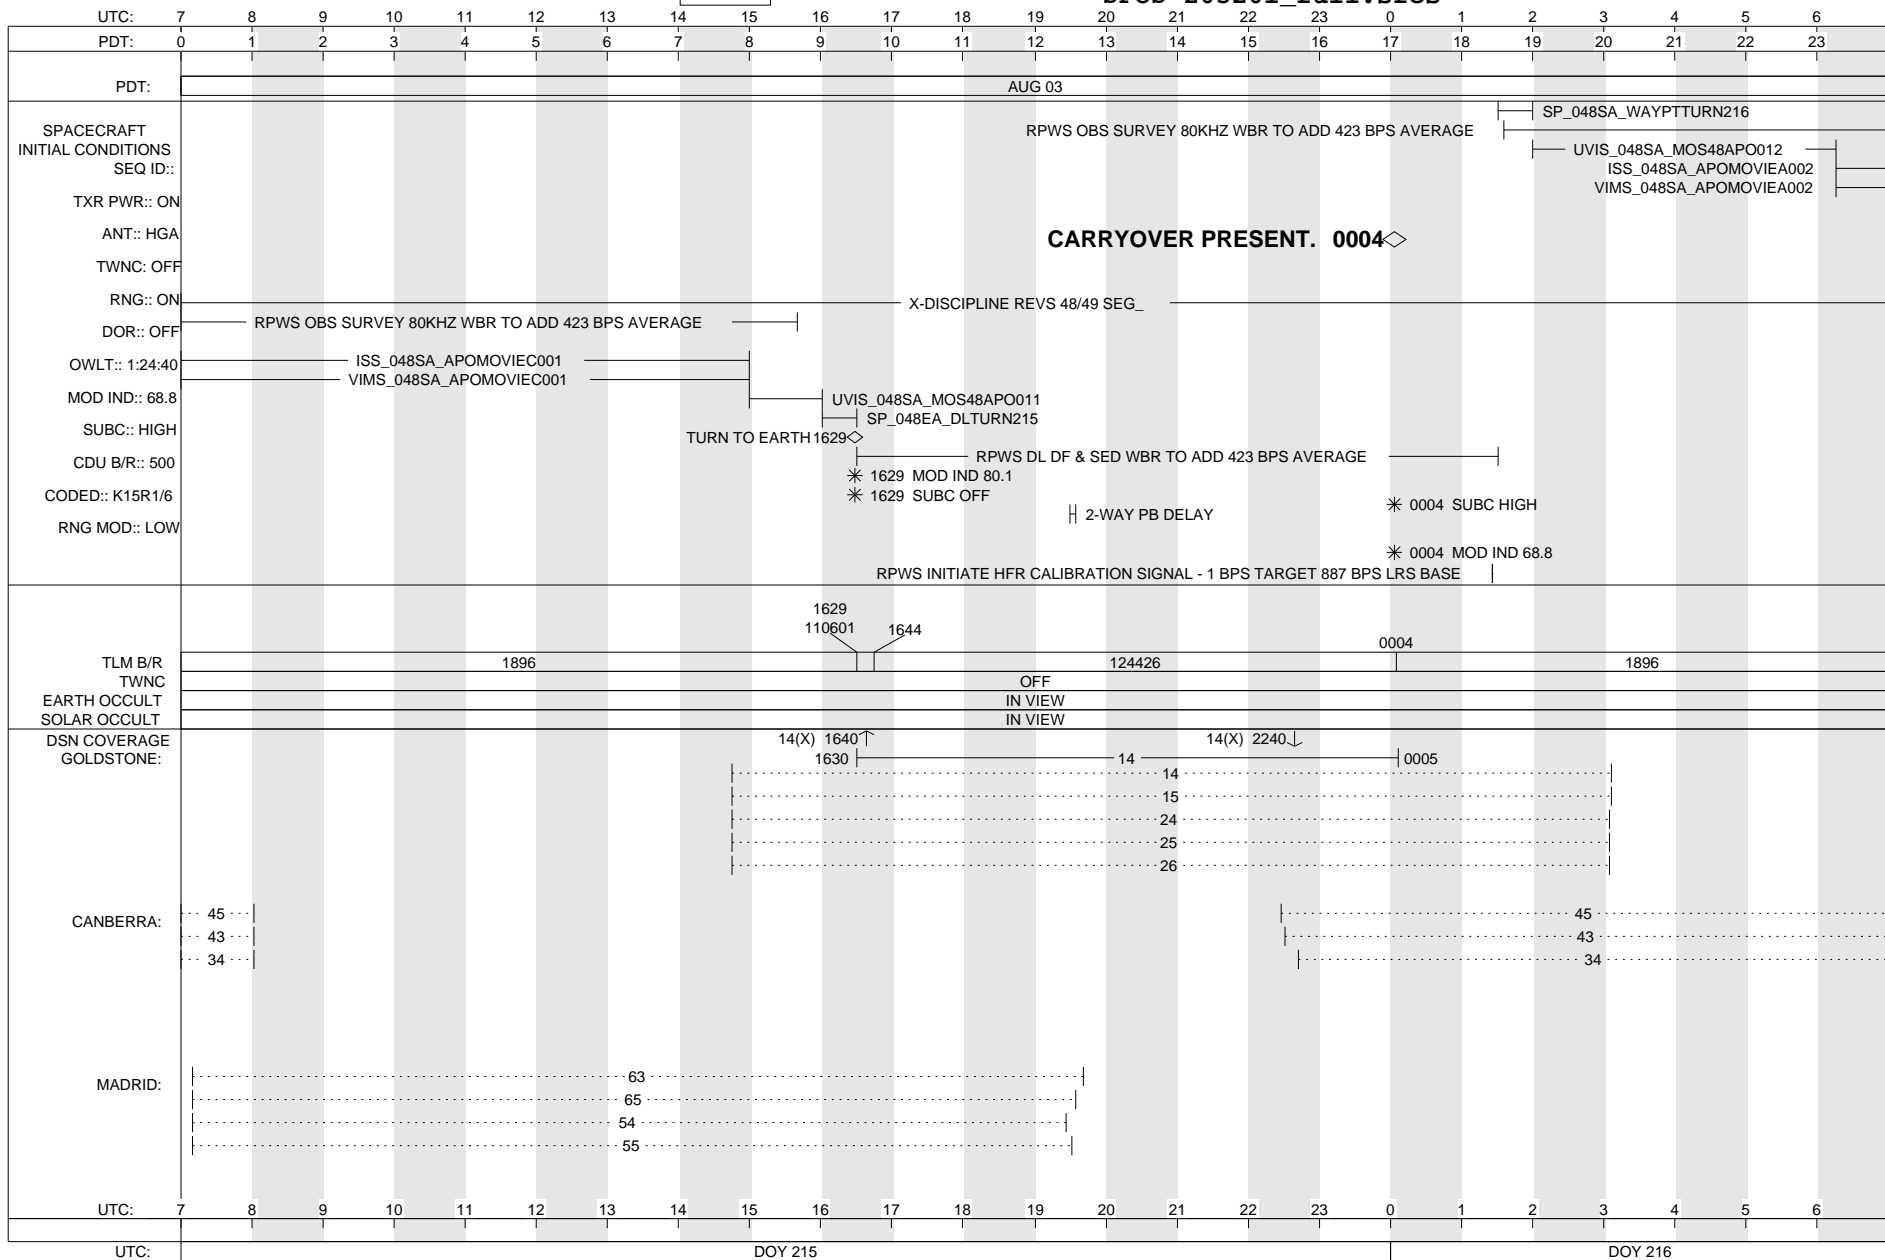 UTC: 7 8 9 10 11 12 13 14 15 16 17 18 19 20 21 22 23 0 1 2 3 4 5 6
PDT: 0 1 2 3 4 5 6 7 8 9 10 11 12 13 14 15 16 17 18 19 20 21 22 23
PDT: AUG 03
SP_048SA_WAYPTTURN216
SPACECRAFT
RPWS OBS SURVEY 80KHZ WBR TO ADD 423 BPS AVERAGE
INITIAL CONDITIONS
UVIS_048SA_MOS48APO012
SEQ ID::
ISS_048SA_APOMOVIEA002
VIMS_048SA_APOMOVIEA002
TXR PWR:: ON
ANT:: HGA
CARRYOVER PRESENT. 0004
TWNC: OFF
RNG:: ON
X-DISCIPLINE REVS 48/49 SEG_
RPWS OBS SURVEY 80KHZ WBR TO ADD 423 BPS AVERAGE
DOR:: OFF
ISS_048SA_APOMOVIEC001
OWLT:: 1:24:40
VIMS_048SA_APOMOVIEC001
MOD IND:: 68.8
UVIS_048SA_MOS48APO011
SP_048EA_DLTURN215
SUBC:: HIGH
TURN TO EARTH 1629
RPWS DL DF & SED WBR TO ADD 423 BPS AVERAGE
CDU B/R:: 500
1629 MOD IND 80.1
CODED:: K15R1/6
1629 SUBC OFF
0004 SUBC HIGH
2-WAY PB DELAY
RNG MOD:: LOW
0004 MOD IND 68.8
RPWS INITIATE HFR CALIBRATION SIGNAL - 1 BPS TARGET 887 BPS LRS BASE
1629
110601 1644
0004
TLM B/R 1896 124426 1896
TWNC OFF
EARTH OCCULT IN VIEW
SOLAR OCCULT IN VIEW
DSN COVERAGE 14(X) 1640 14(X) 2240
GOLDSTONE: 1630 14 0005
14
15
24
25
26
CANBERRA:
45 45
43 43
34 34
MADRID:
63
65
54
55
UTC: 7 8 9 10 11 12 13 14 15 16 17 18 19 20 21 22 23 0 1 2 3 4 5 6
UTC: DOY 215 DOY 216